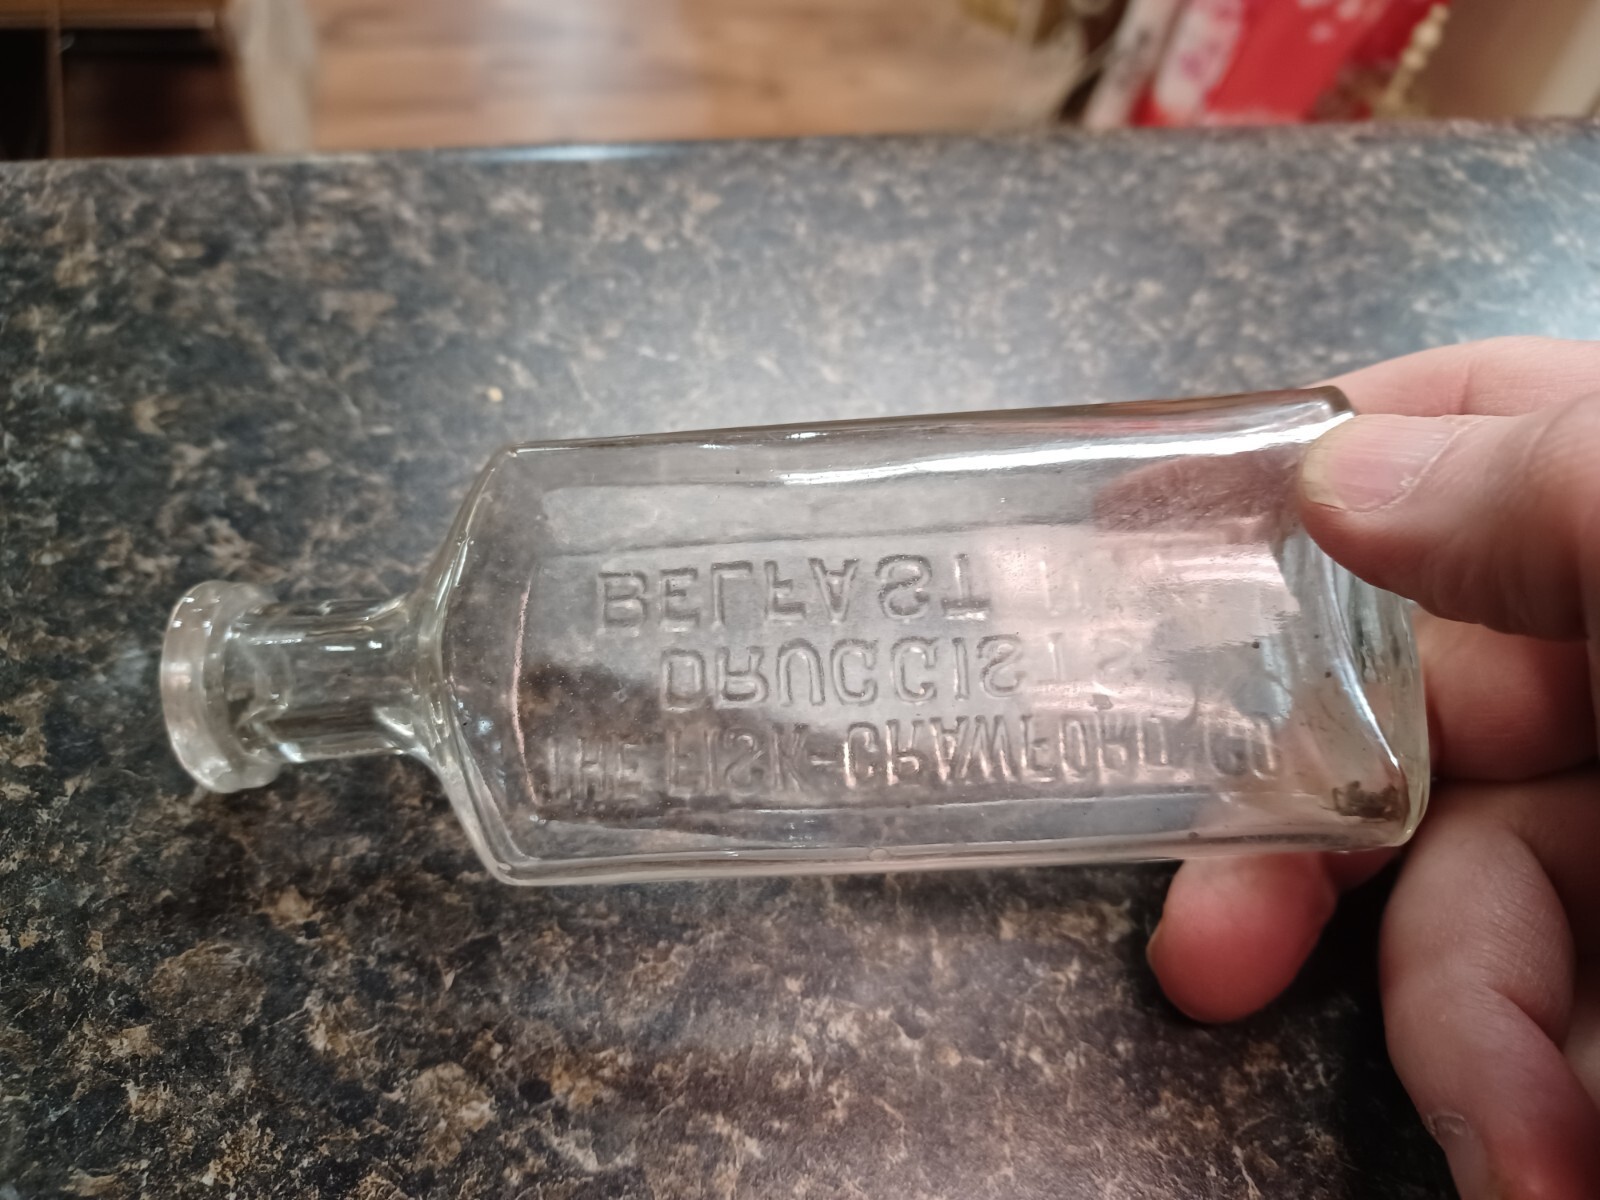 THE FISK-CRAWFORD CO
DRUGGISTS
BELFAST